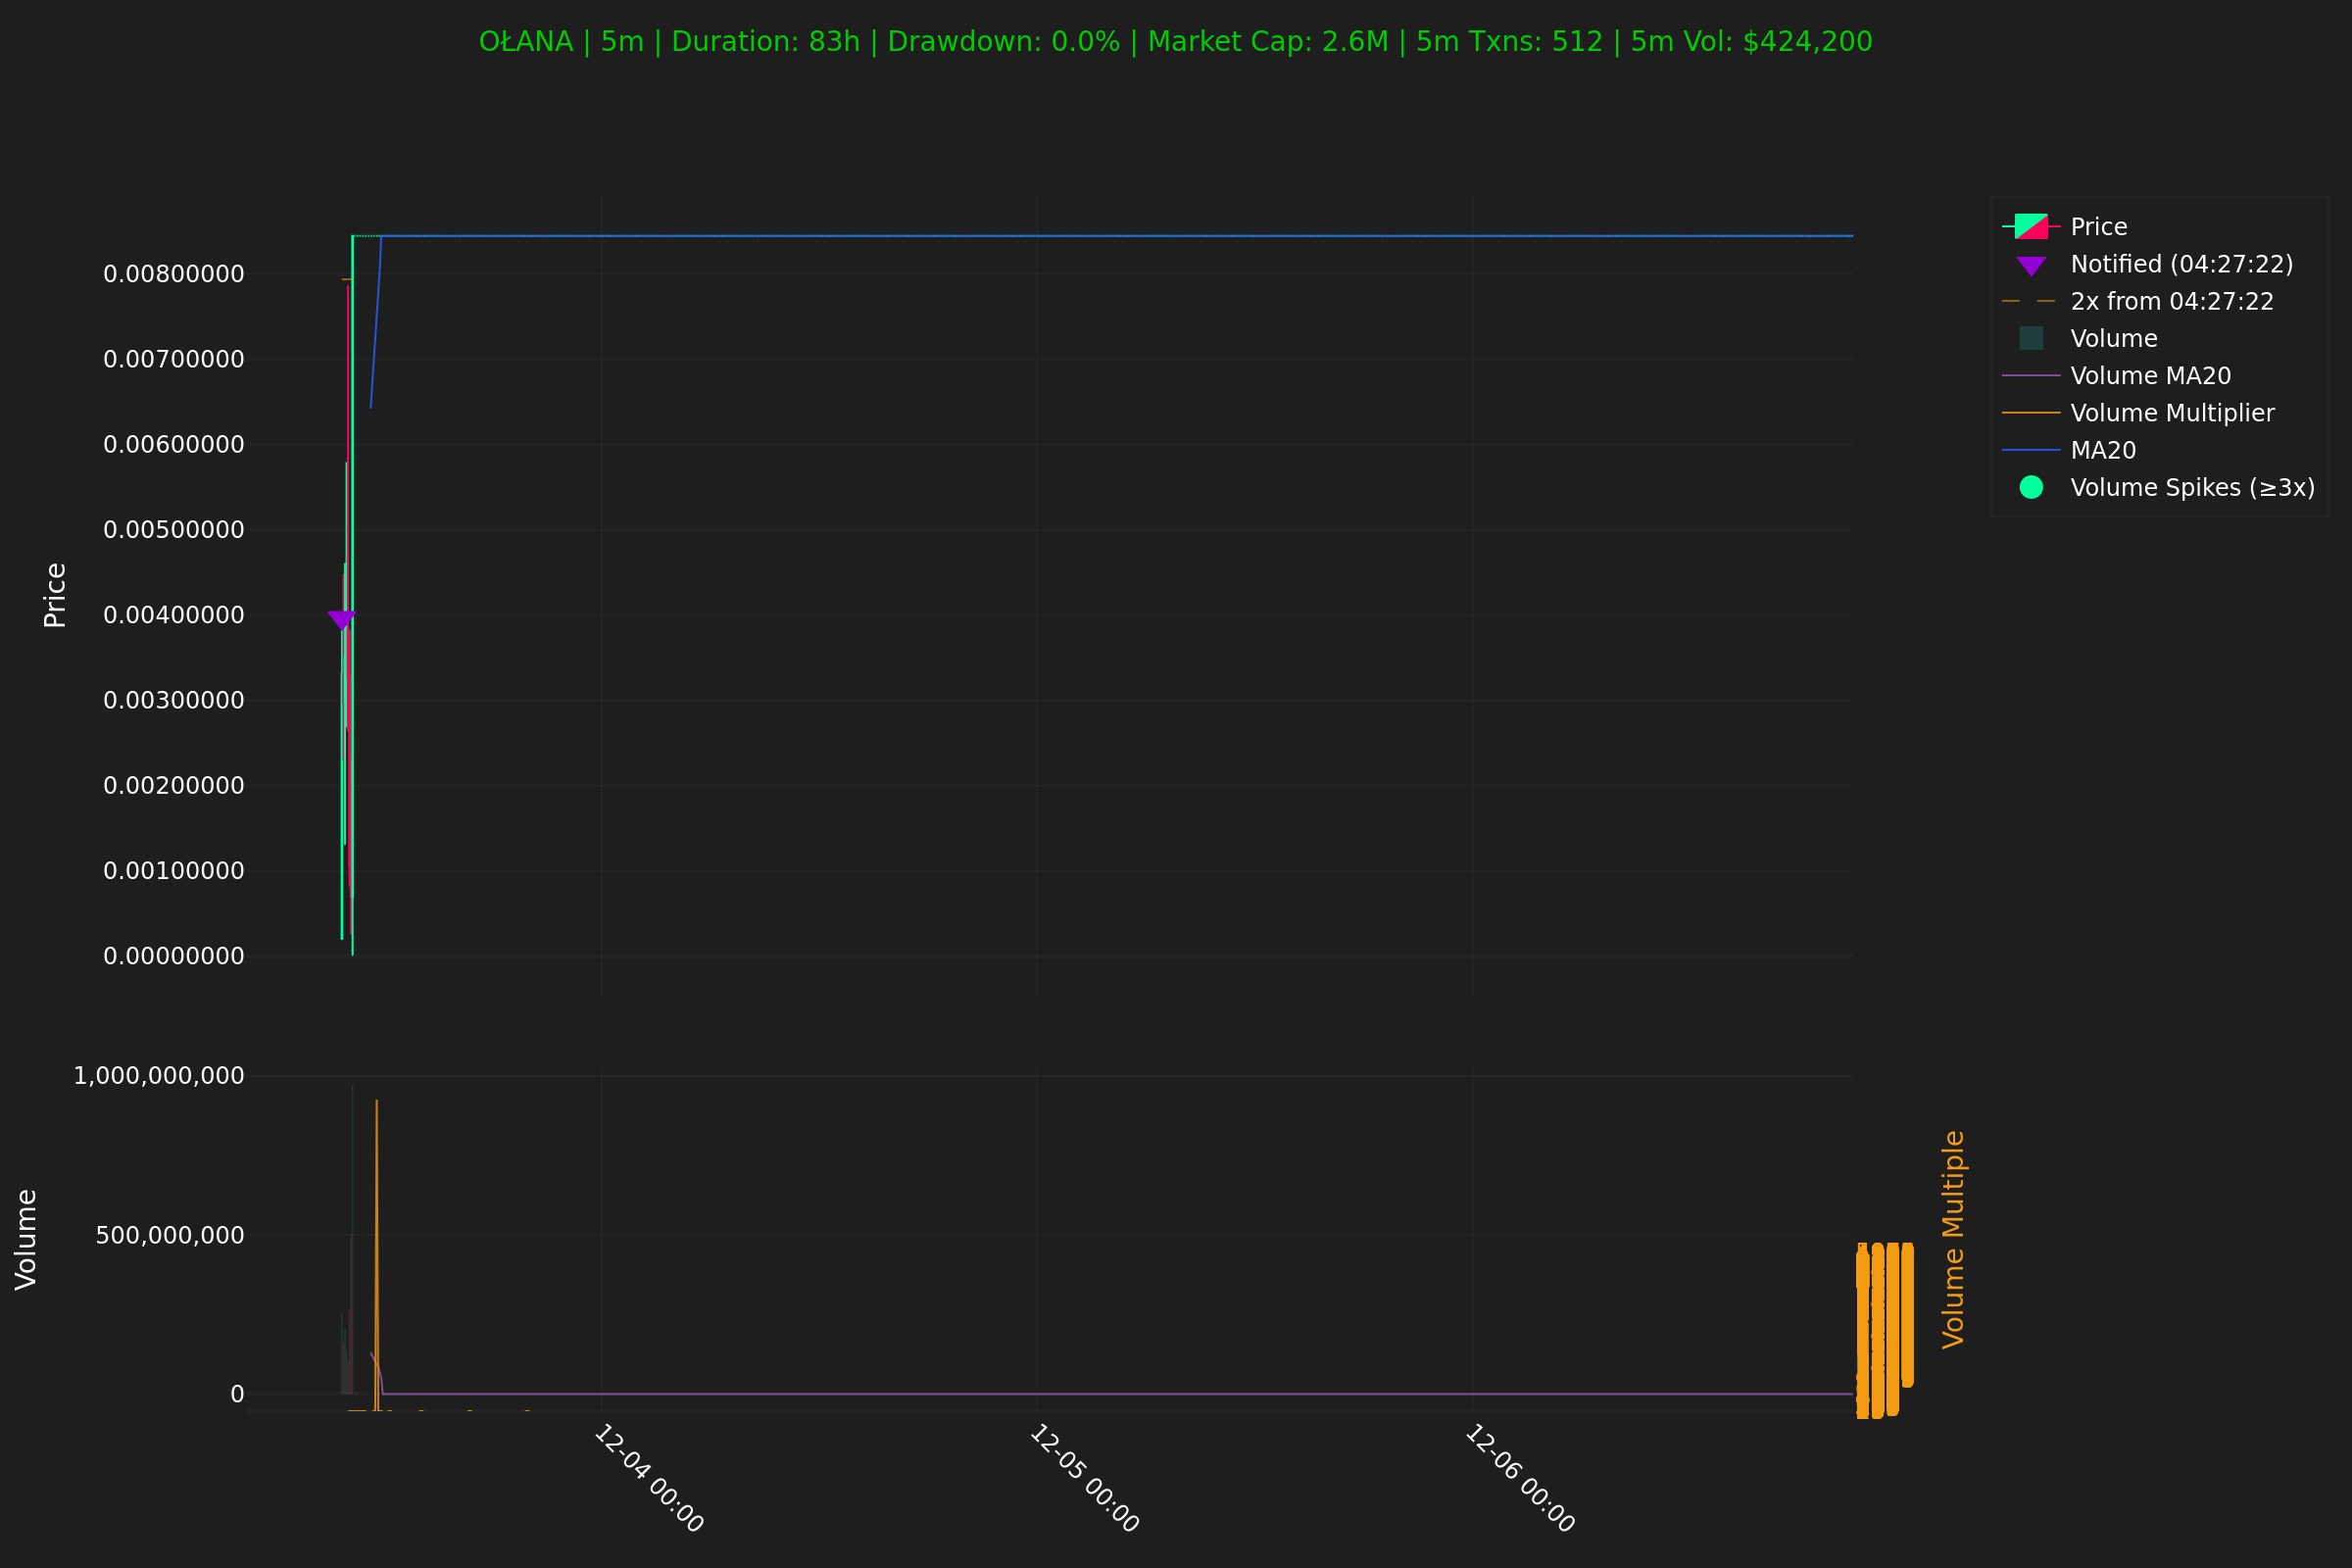 OŁANA | 5m | Duration: 83h | Drawdown: 0.0% | Market Cap: 2.6M | 5m Txns: 512 | 5m Vol: $424,200
Price
Notified (04:27:22)
2x from 04:27:22
Volume
Volume MA20
Volume Multiplier
MA20
Volume Spikes (≥3x)
Price
0.00800000
0.00700000
0.00600000
0.00500000
0.00400000
0.00300000
0.00200000
0.00100000
0.00000000
Volume
1,000,000,000
500,000,000
0
Volume Multiple
12-04 00:00
12-05 00:00
12-06 00:00